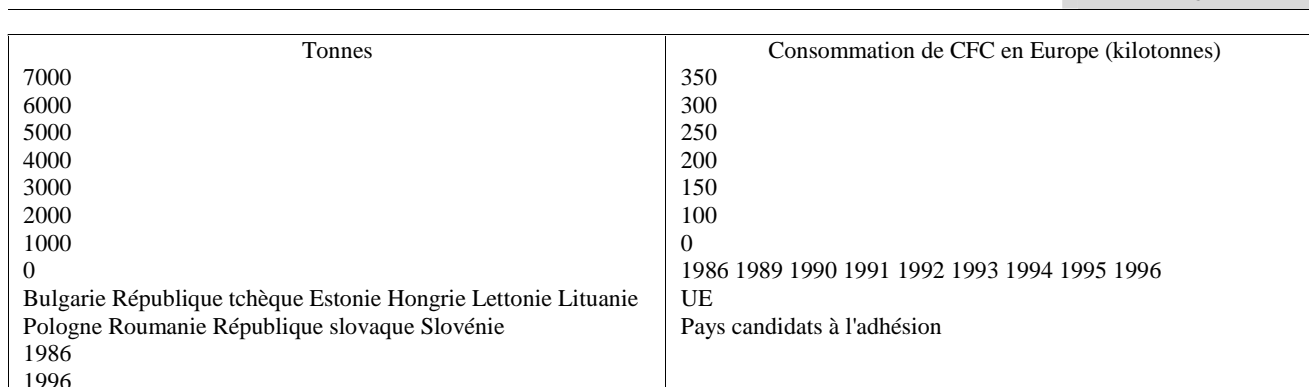 Tonnes
7000
6000
5000
4000
3000
2000
1000
0
Bulgarie République tchèque Estonie Hongrie Lettonie Lituanie
Pologne Roumanie République slovaque Slovénie
1986
1996
Consommation de CFC en Europe (kilotonnes)
350
300
250
200
150
100
0
1986 1989 1990 1991 1992 1993 1994 1995 1996
UE
Pays candidats à l'adhésion